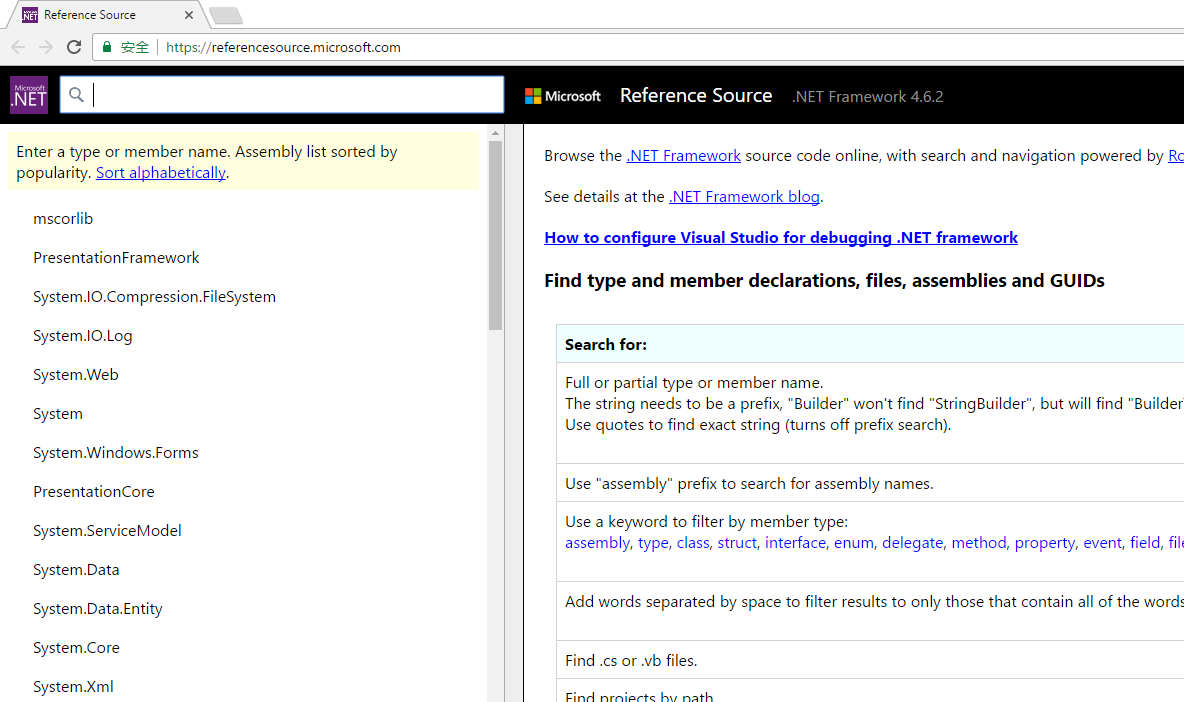 Reference Source
安全
https://referencesource.microsoft.com
Microsoft
.NET
Microsoft
Reference Source
.NET Framework 4.6.2
Enter a type or member name. Assembly list sorted by
popularity. Sort alphabetically.
mscorlib
PresentationFramework
System.IO.Compression.FileSystem
System.IO.Log
System.Web
System
System.Windows.Forms
PresentationCore
System.ServiceModel
System.Data
System.Data.Entity
System.Core
System.Xml
Browse the .NET Framework source code online, with search and navigation powered by Ro
See details at the .NET Framework blog.
How to configure Visual Studio for debugging .NET framework
Find type and member declarations, files, assemblies and GUIDs
Search for:
Full or partial type or member name.
The string needs to be a prefix, "Builder" won't find "StringBuilder", but will find "Builder"
Use quotes to find exact string (turns off prefix search).
Use "assembly" prefix to search for assembly names.
Use a keyword to filter by member type:
assembly, type, class, struct, interface, enum, delegate, method, property, event, field, file
Add words separated by space to filter results to only those that contain all of the words
Find .cs or .vb files.
Find projects by path